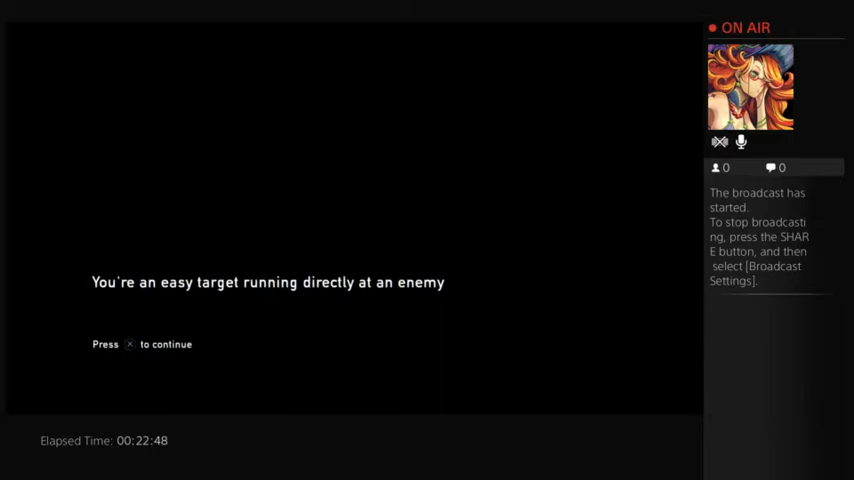 ON AIR
0 0
The broadcast has
started.
To stop broadcasti
ng, press the SHAR
E button, and then
select [Broadcast
Settings].
You're an easy target running directly at an enemy
Press to continue
Elapsed Time: 00:22:48